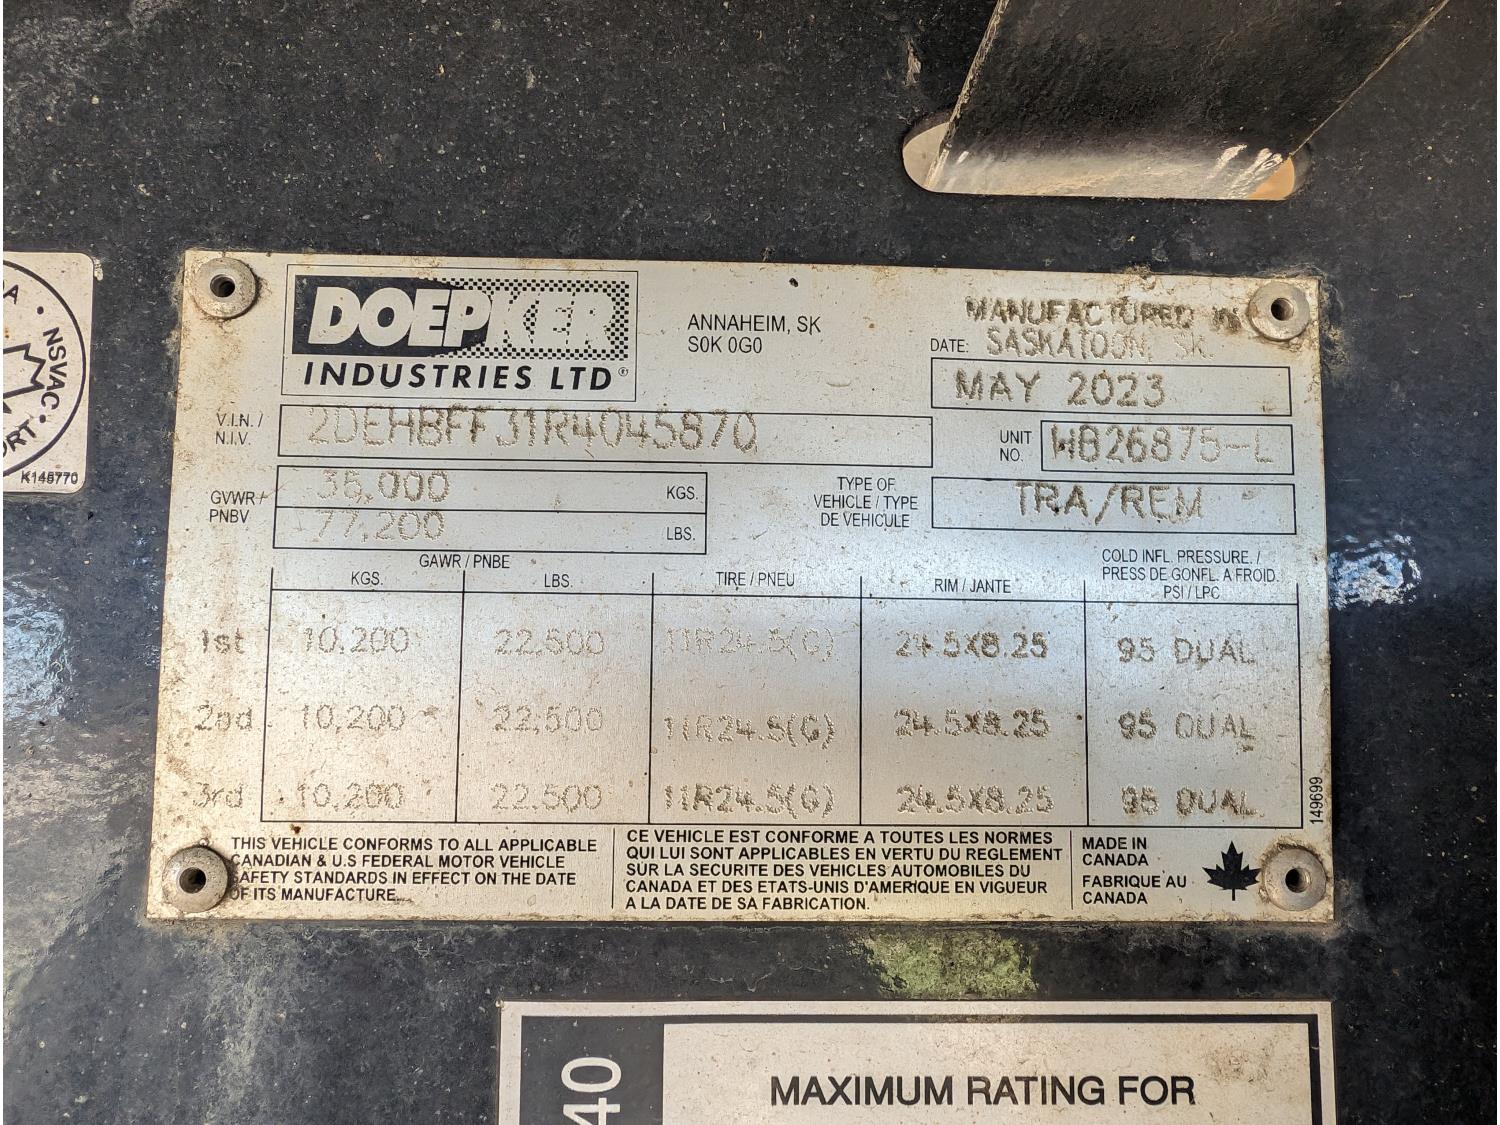 DOEPKER
INDUSTRIES LTD ®
ANNAHEIM, SK
S0K 0G0
MANUFACTURED IN
SASKATOON, SK.
DATE:
MAY 2023
V.I.N. /
N.I.V.
2DEHBFF31R4045870
UNIT
NO.
HB26875-L
GVWR /
PNBV
35,000
KGS.
77,200
LBS.
TYPE OF
VEHICLE / TYPE
DE VEHICULE
TRA/REM
GAWR / PNBE
KGS. LBS. TIRE / PNEU RIM / JANTE
COLD INFL. PRESSURE. /
PRESS DE GONFL. A FROID.
PSI / LPC
1st 10,200 22,500 11R24.5(G) 24.5X8.25 95 DUAL
2nd 10,200 22,500 11R24.5(G) 24.5X8.25 95 DUAL
3rd 10,200 22,500 11R24.5(G) 24.5X8.25 95 DUAL
149699
THIS VEHICLE CONFORMS TO ALL APPLICABLE
CANADIAN & U.S FEDERAL MOTOR VEHICLE
SAFETY STANDARDS IN EFFECT ON THE DATE
OF ITS MANUFACTURE.
CE VEHICLE EST CONFORME A TOUTES LES NORMES
QUI LUI SONT APPLICABLES EN VERTU DU REGLEMENT
SUR LA SECURITE DES VEHICLES AUTOMOBILES DU
CANADA ET DES ETATS-UNIS D'AMERIQUE EN VIGUEUR
A LA DATE DE SA FABRICATION.
MADE IN
CANADA
FABRIQUE AU
CANADA
NSVAC
K145770
40
MAXIMUM RATING FOR